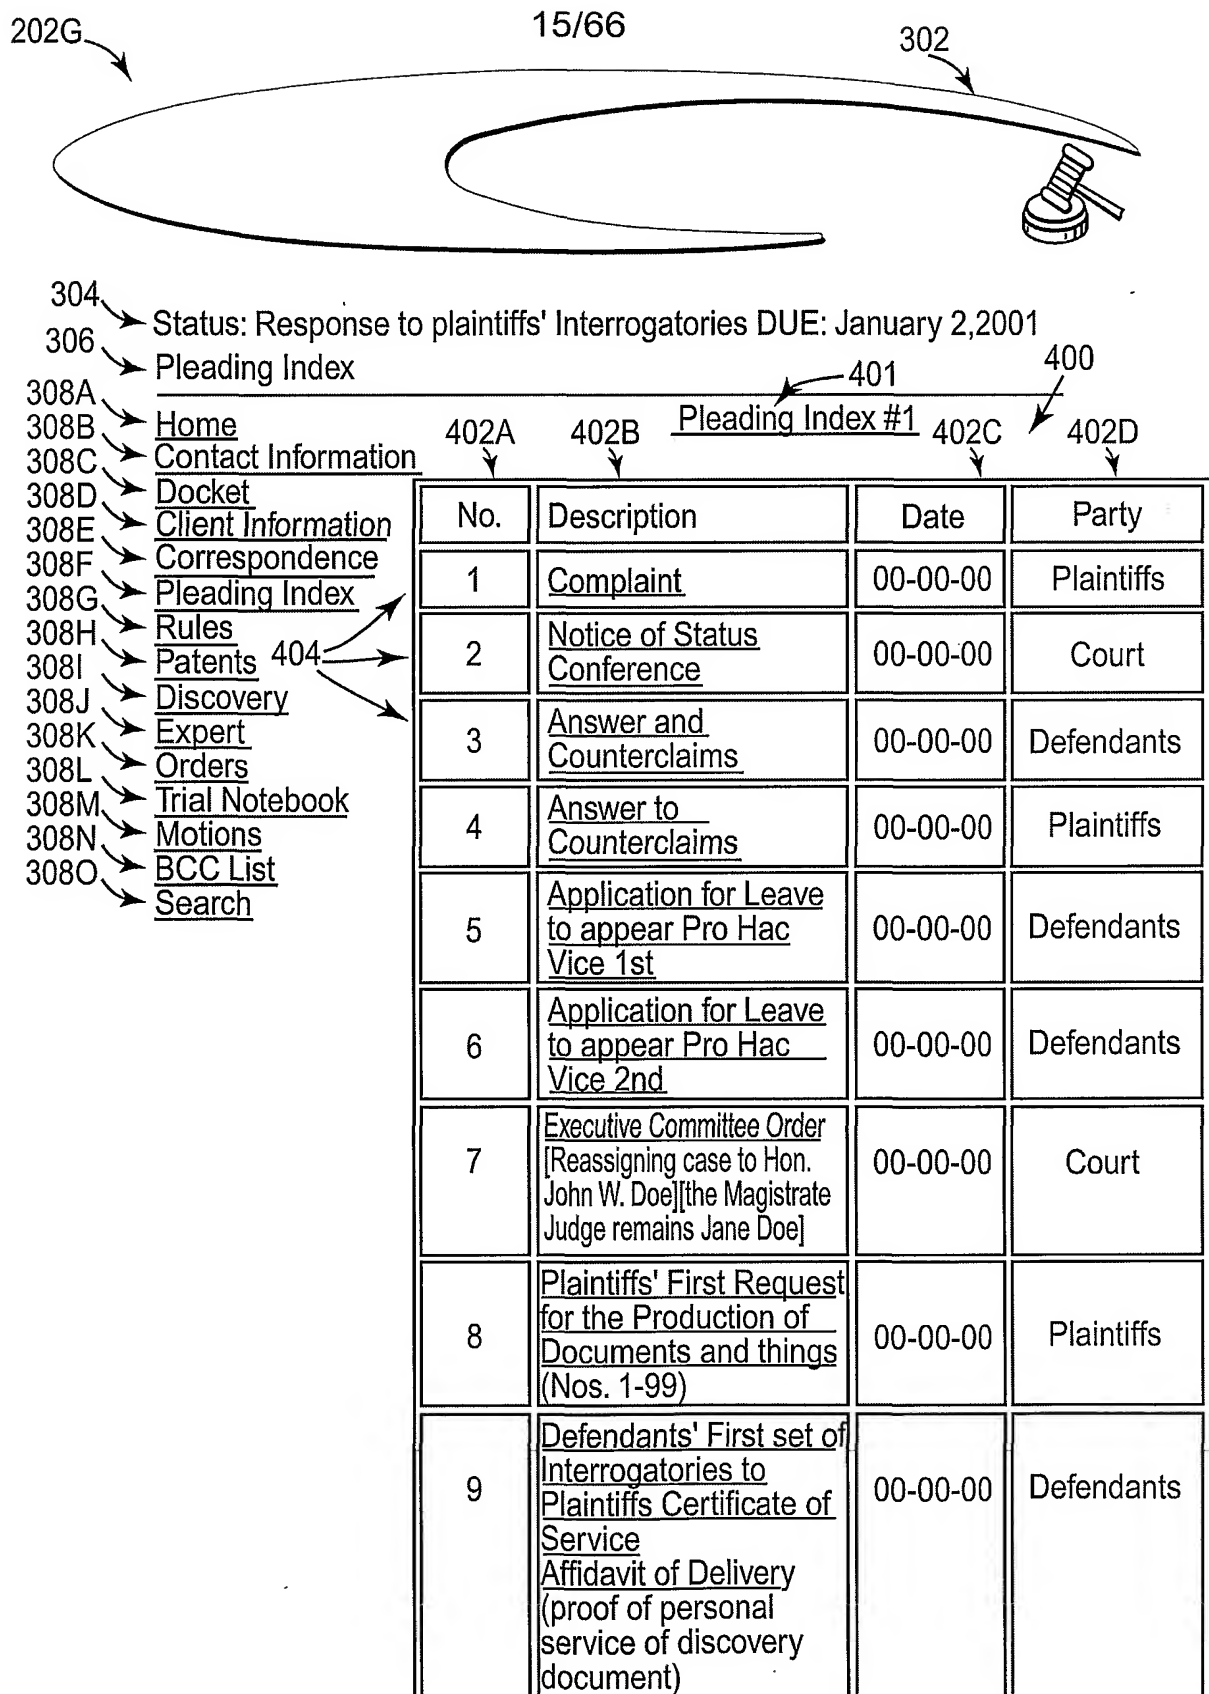 15/66
202G
302
304
Status: Response to plaintiffs' Interrogatories DUE: January 2,2001
306
Pleading Index
401
400
Pleading Index #1
308A
Home
308B
Contact Information
308C
Docket
308D
Client Information
308E
Correspondence
308F
Pleading Index
308G
Rules
308H
Patents
308I
Discovery
308J
Expert
308K
Orders
308L
Trial Notebook
308M
Motions
308N
BCC List
308O
Search
404
402A 402B 402C 402D
No. Description Date Party
1 Complaint 00-00-00 Plaintiffs
2 Notice of Status
Conference 00-00-00 Court
3 Answer and
Counterclaims 00-00-00 Defendants
4 Answer to
Counterclaims 00-00-00 Plaintiffs
5 Application for Leave
to appear Pro Hac
Vice 1st 00-00-00 Defendants
6 Application for Leave
to appear Pro Hac
Vice 2nd 00-00-00 Defendants
7 Executive Committee Order
[Reassigning case to Hon.
John W. Doe][the Magistrate
Judge remains Jane Doe] 00-00-00 Court
8 Plaintiffs' First Request
for the Production of
Documents and things
(Nos. 1-99) 00-00-00 Plaintiffs
9 Defendants' First set of
Interrogatories to
Plaintiffs Certificate of
Service
Affidavit of Delivery
(proof of personal
service of discovery
document) 00-00-00 Defendants